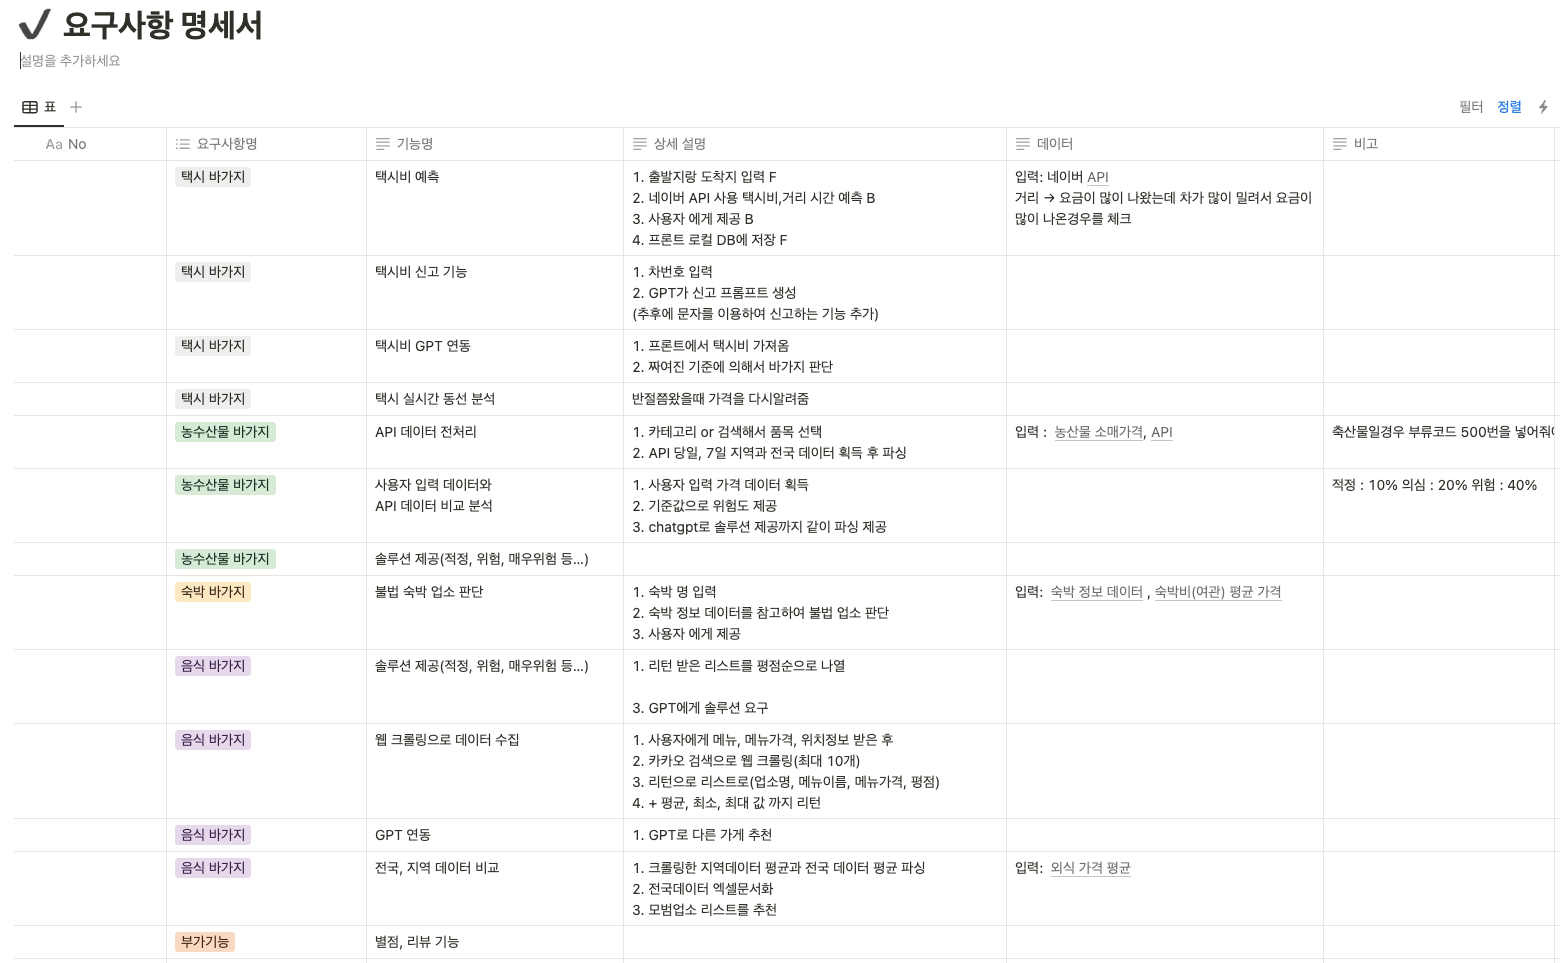 ✔ 요구사항 명세서
설명을 추가하세요
표
필터 정렬
Aa No 요구사항명 기능명 상세 설명 데이터 비고
택시 바가지
택시비 예측
1. 출발지랑 도착지 입력 F
2. 네이버 API 사용 택시비,거리 시간 예측 B
3. 사용자 에게 제공 B
4. 프론트 로컬 DB에 저장 F
입력: 네이버 API
거리 → 요금이 많이 나왔는데 차가 많이 밀려서 요금이
많이 나온경우를 체크
택시 바가지
택시비 신고 기능
1. 차번호 입력
2. GPT가 신고 프롬프트 생성
(추후에 문자를 이용하여 신고하는 기능 추가)
택시 바가지
택시비 GPT 연동
1. 프론트에서 택시비 가져옴
2. 짜여진 기준에 의해서 바가지 판단
택시 바가지
택시 실시간 동선 분석
반절쯤왔을때 가격을 다시알려줌
농수산물 바가지
API 데이터 전처리
1. 카테고리 or 검색해서 품목 선택
2. API 당일, 7일 지역과 전국 데이터 획득 후 파싱
입력 : 농산물 소매가격, API
축산물일경우 부류코드 500번을 넣어줘야
농수산물 바가지
사용자 입력 데이터와
API 데이터 비교 분석
1. 사용자 입력 가격 데이터 획득
2. 기준값으로 위험도 제공
3. chatgpt로 솔루션 제공까지 같이 파싱 제공
적정 : 10% 의심 : 20% 위험 : 40%
농수산물 바가지
솔루션 제공(적정, 위험, 매우위험 등...)
숙박 바가지
불법 숙박 업소 판단
1. 숙박 명 입력
2. 숙박 정보 데이터를 참고하여 불법 업소 판단
3. 사용자 에게 제공
입력: 숙박 정보 데이터 , 숙박비(여관) 평균 가격
음식 바가지
솔루션 제공(적정, 위험, 매우위험 등...)
1. 리턴 받은 리스트를 평점순으로 나열
3. GPT에게 솔루션 요구
음식 바가지
웹 크롤링으로 데이터 수집
1. 사용자에게 메뉴, 메뉴가격, 위치정보 받은 후
2. 카카오 검색으로 웹 크롤링(최대 10개)
3. 리턴으로 리스트로(업소명, 메뉴이름, 메뉴가격, 평점)
4. + 평균, 최소, 최대 값 까지 리턴
음식 바가지
GPT 연동
1. GPT로 다른 가게 추천
음식 바가지
전국, 지역 데이터 비교
1. 크롤링한 지역데이터 평균과 전국 데이터 평균 파싱
2. 전국데이터 엑셀문서화
3. 모범업소 리스트를 추천
입력: 외식 가격 평균
부가기능
별점, 리뷰 기능